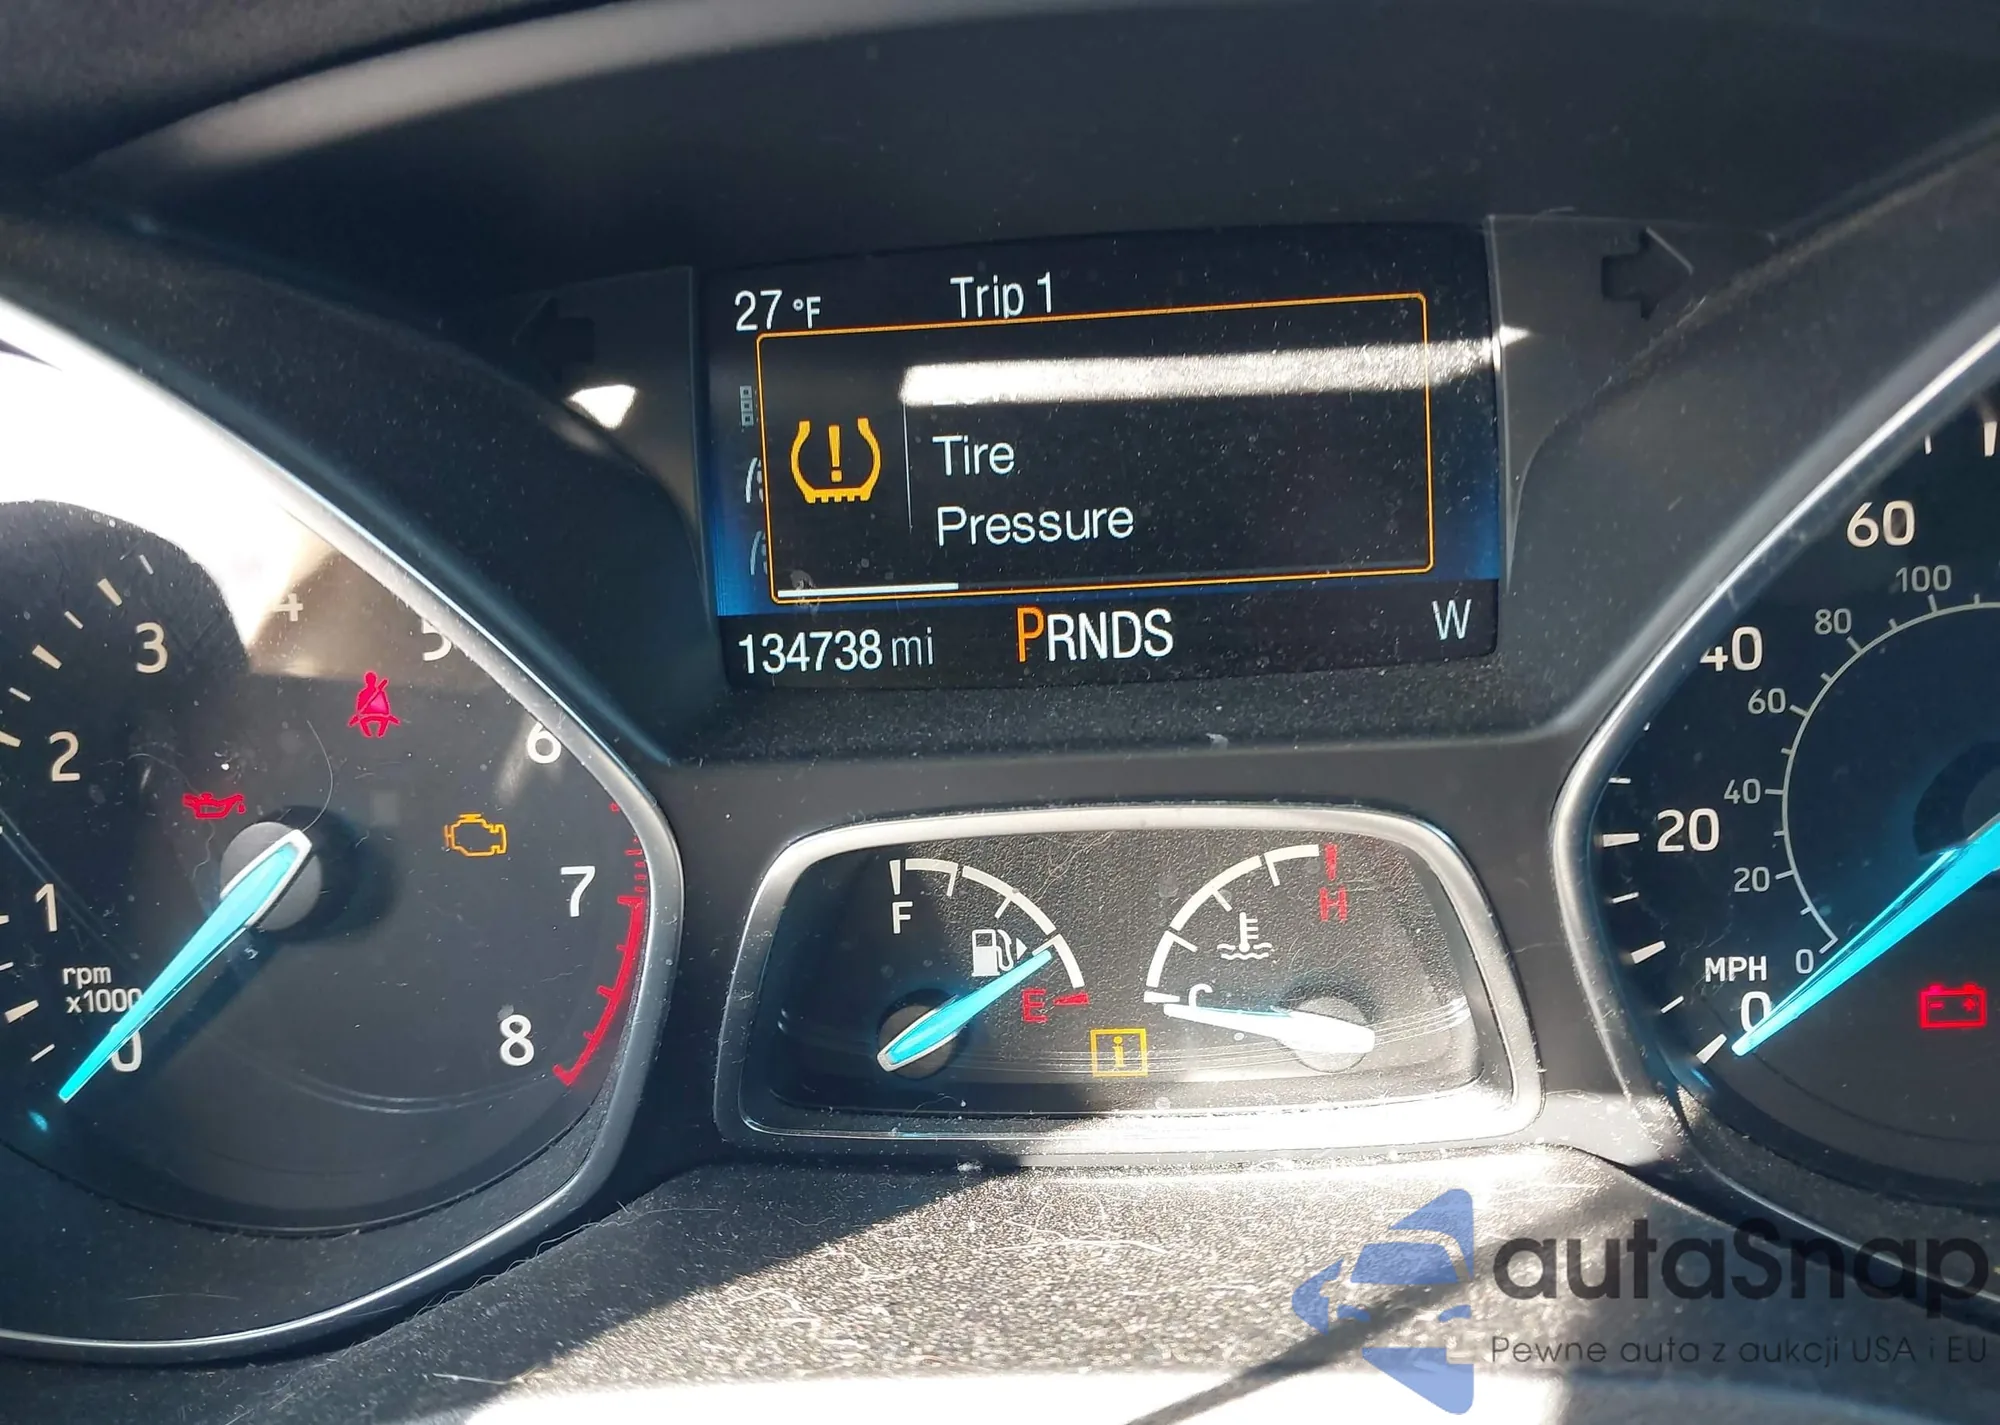 27 °F Trip 1
Tire
Pressure
134738 mi PRNDS W
1
2
3
4
5
6
7
8
0
rpm
x1000
F
E
C
H
i
60
40
20
0
MPH
100
80
60
40
20
0
autaSnap
Pewne auta z aukcji USA i EU